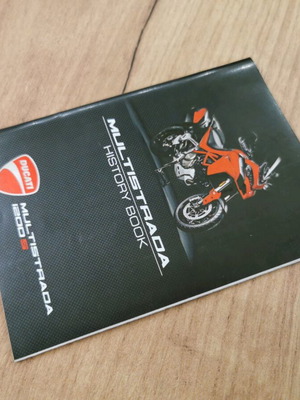 MULTISTRADA
HISTORY BOOK
DUCATI
MULTISTRADA
1200 S